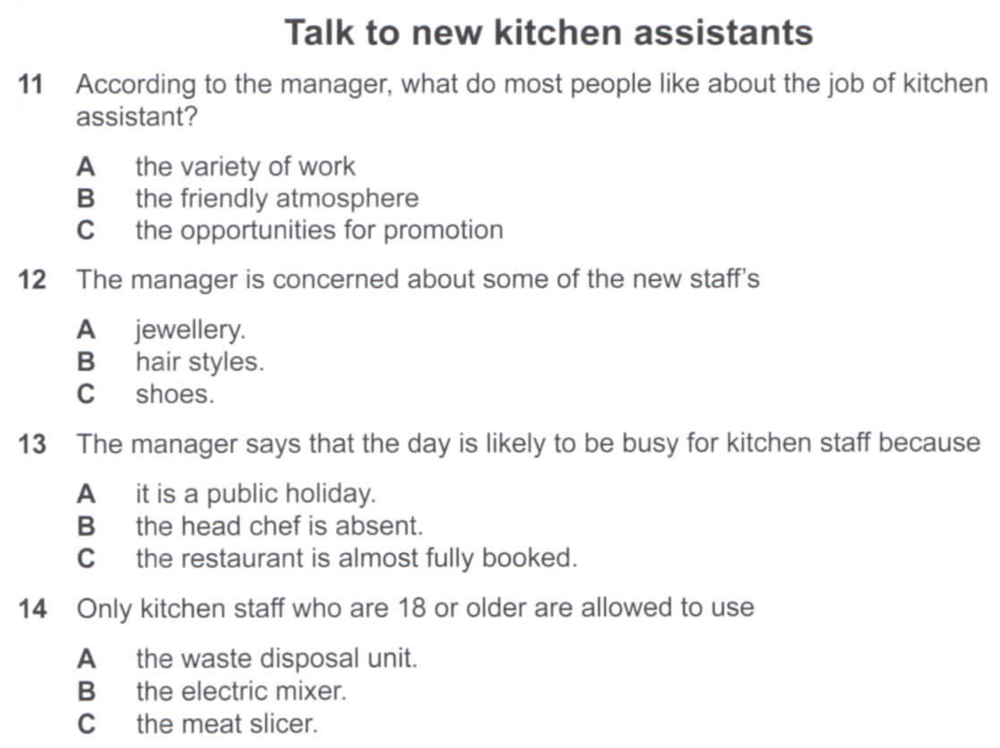 Talk to new kitchen assistants
11 According to the manager, what do most people like about the job of kitchen
assistant?
A the variety of work
B the friendly atmosphere
C the opportunities for promotion
12 The manager is concerned about some of the new staff's
A jewellery.
B hair styles.
C shoes.
13 The manager says that the day is likely to be busy for kitchen staff because
A it is a public holiday.
B the head chef is absent.
C the restaurant is almost fully booked.
14 Only kitchen staff who are 18 or older are allowed to use
A the waste disposal unit.
B the electric mixer.
C the meat slicer.